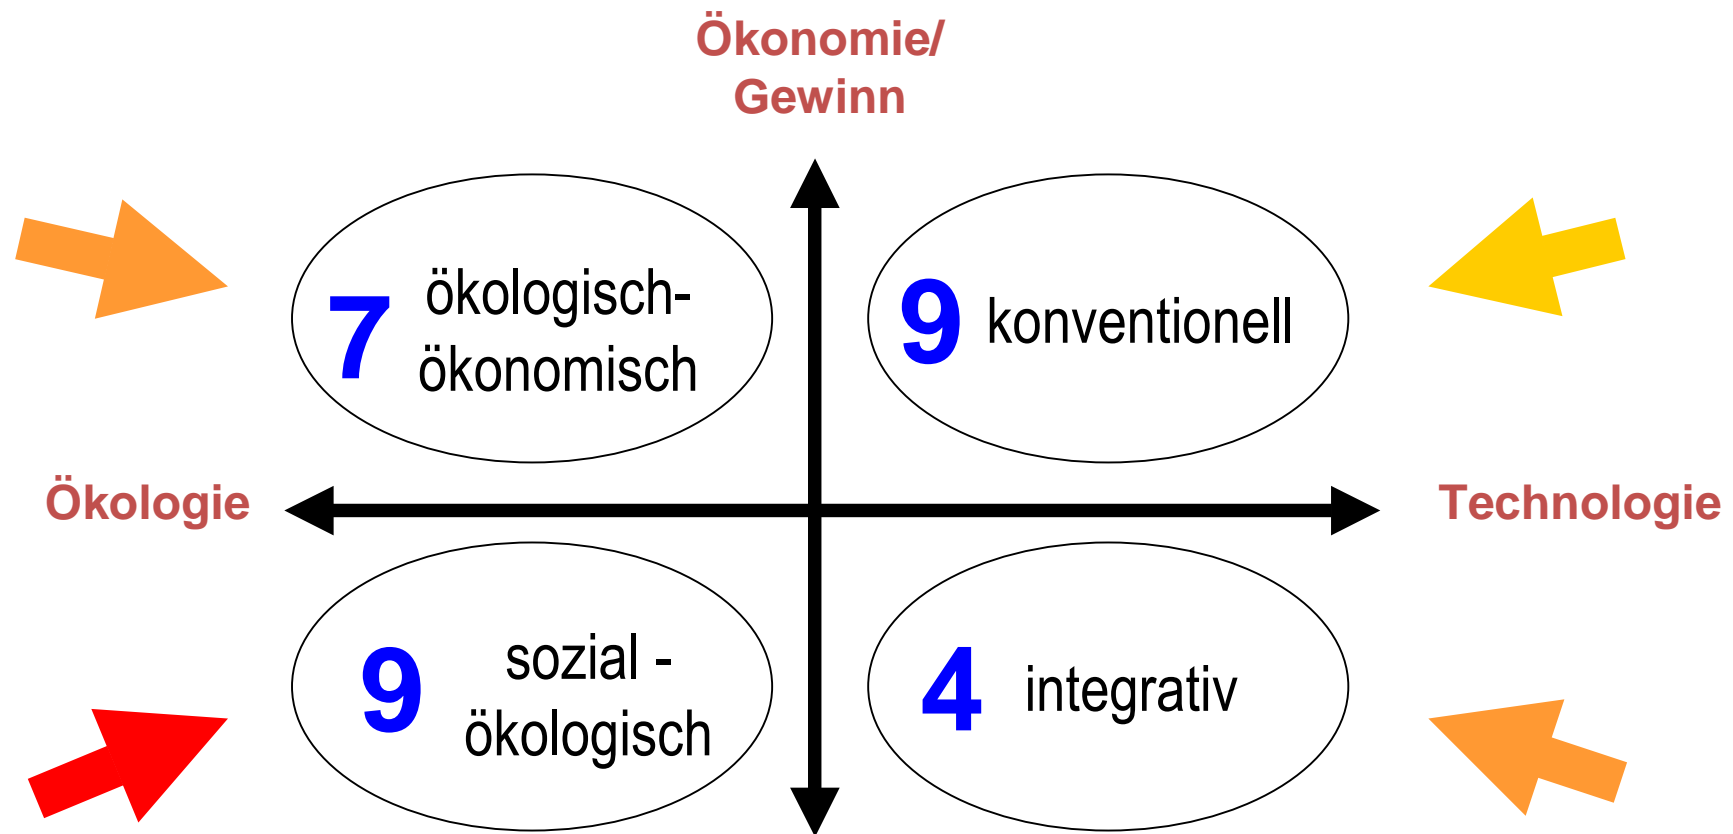 Ökonomie/
Gewinn
7 ökologisch-
ökonomisch
9 konventionell
Ökologie
Technologie
9 sozial -
ökologisch
4 integrativ